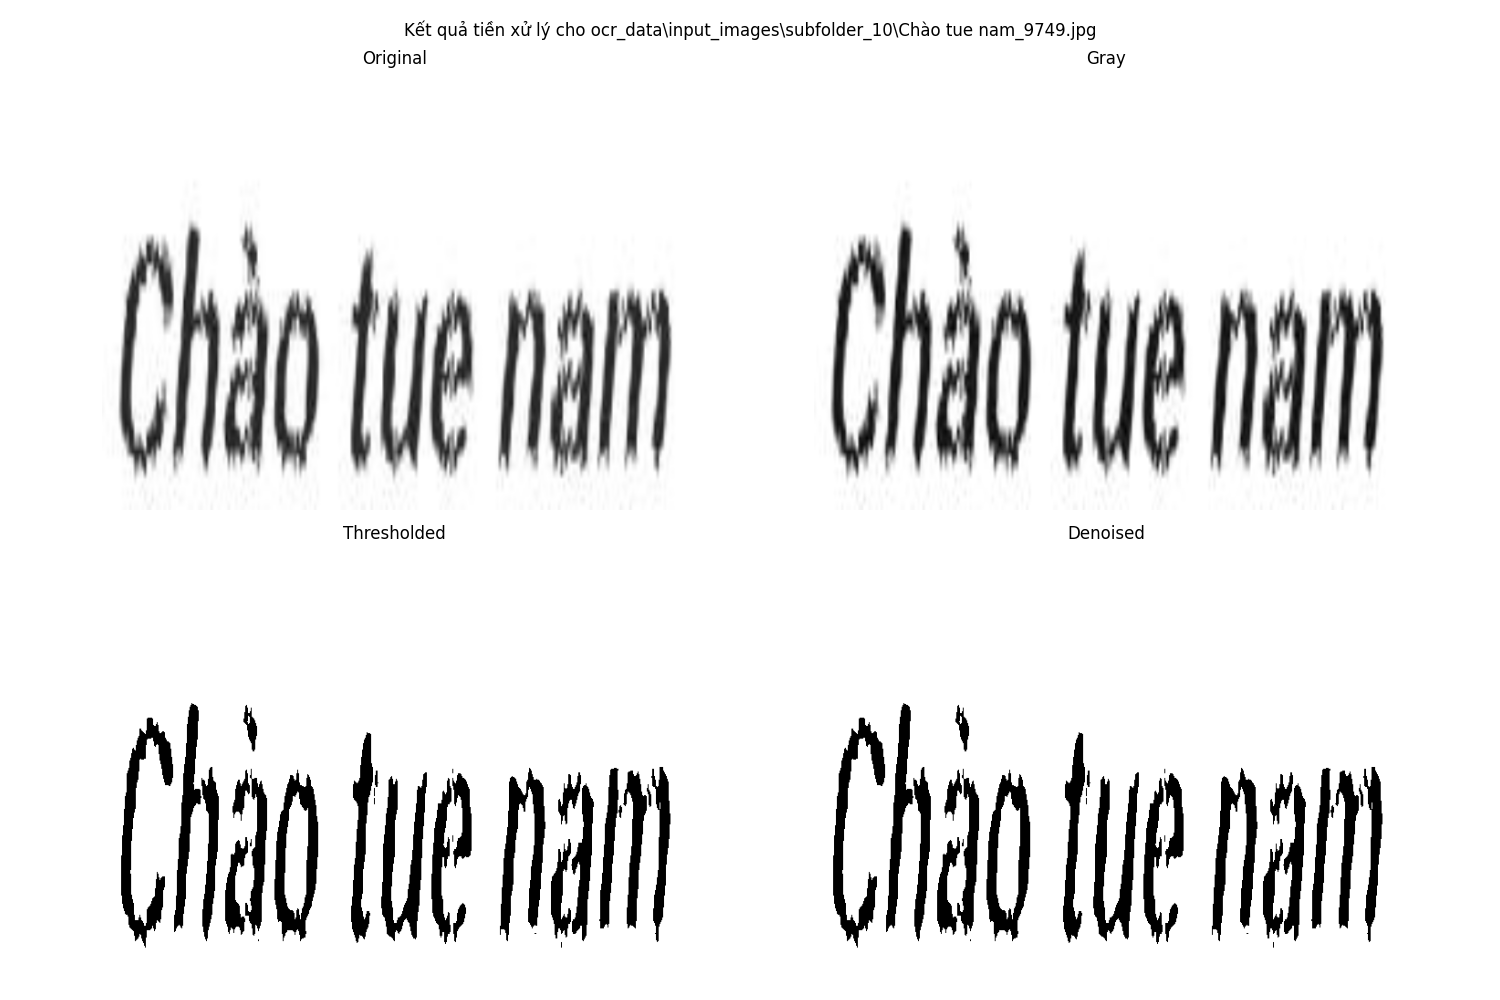 Kết quả tiền xử lý cho ocr_data\input_images\subfolder_10\Chào tue nam_9749.jpg
Original
Gray
Chào tue nam
Chào tue nam
Thresholded
Denoised
Chào tue nam
Chào tue nam